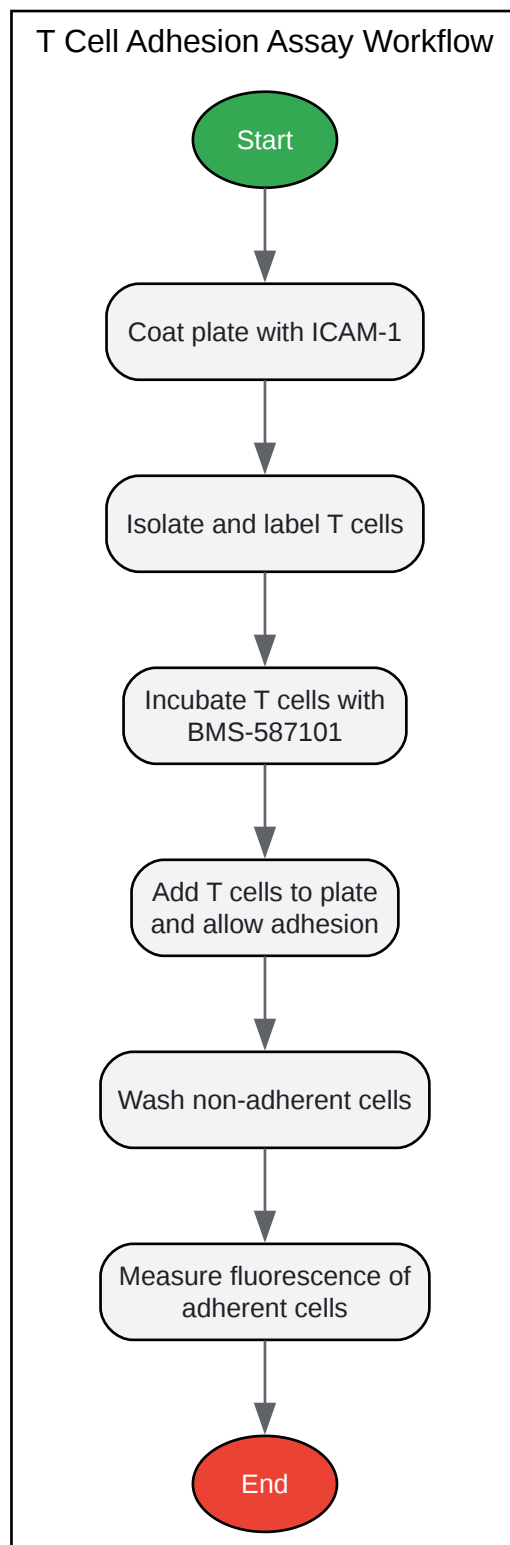 T Cell Adhesion Assay Workflow
Start
Coat plate with ICAM-1
Isolate and label T cells
Incubate T cells with
BMS-587101
Add T cells to plate
and allow adhesion
Wash non-adherent cells
Measure fluorescence of
adherent cells
End